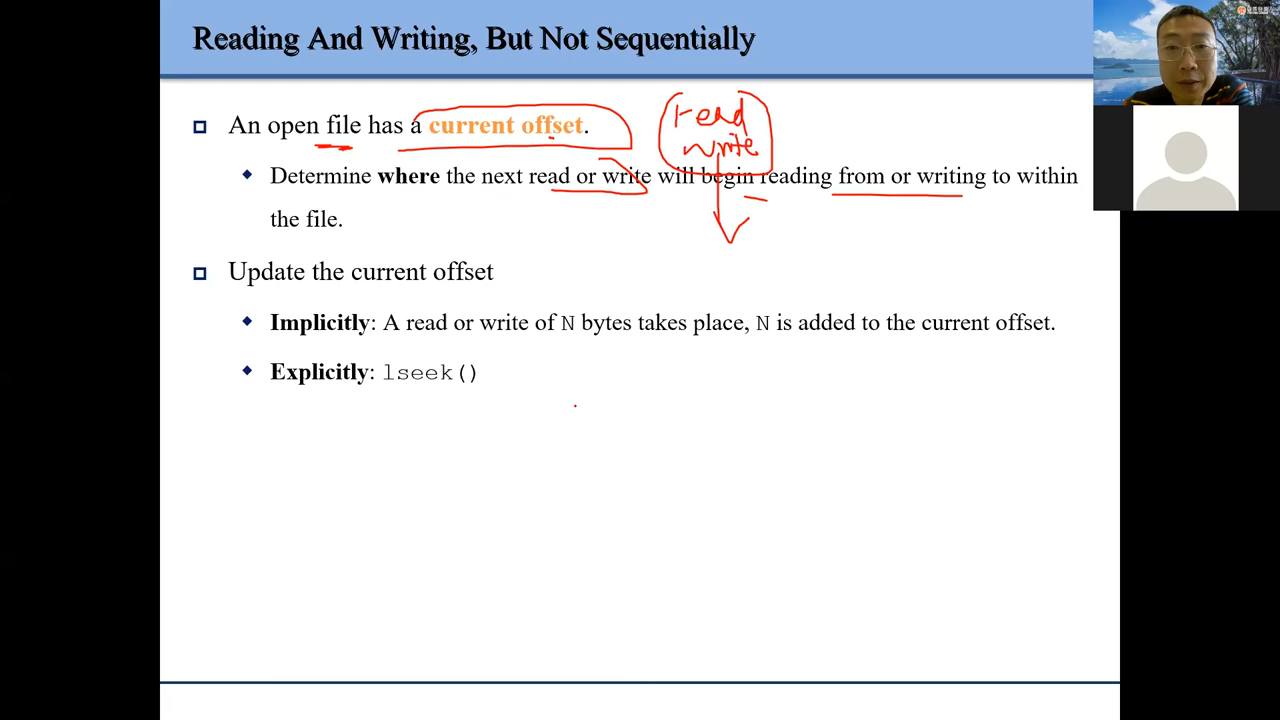 Reading And Writing, But Not Sequentially
An open file has a current offset.
read
write
Determine where the next read or write will begin reading from or writing to within
the file.
Update the current offset
Implicitly: A read or write of N bytes takes place, N is added to the current offset.
Explicitly: lseek()